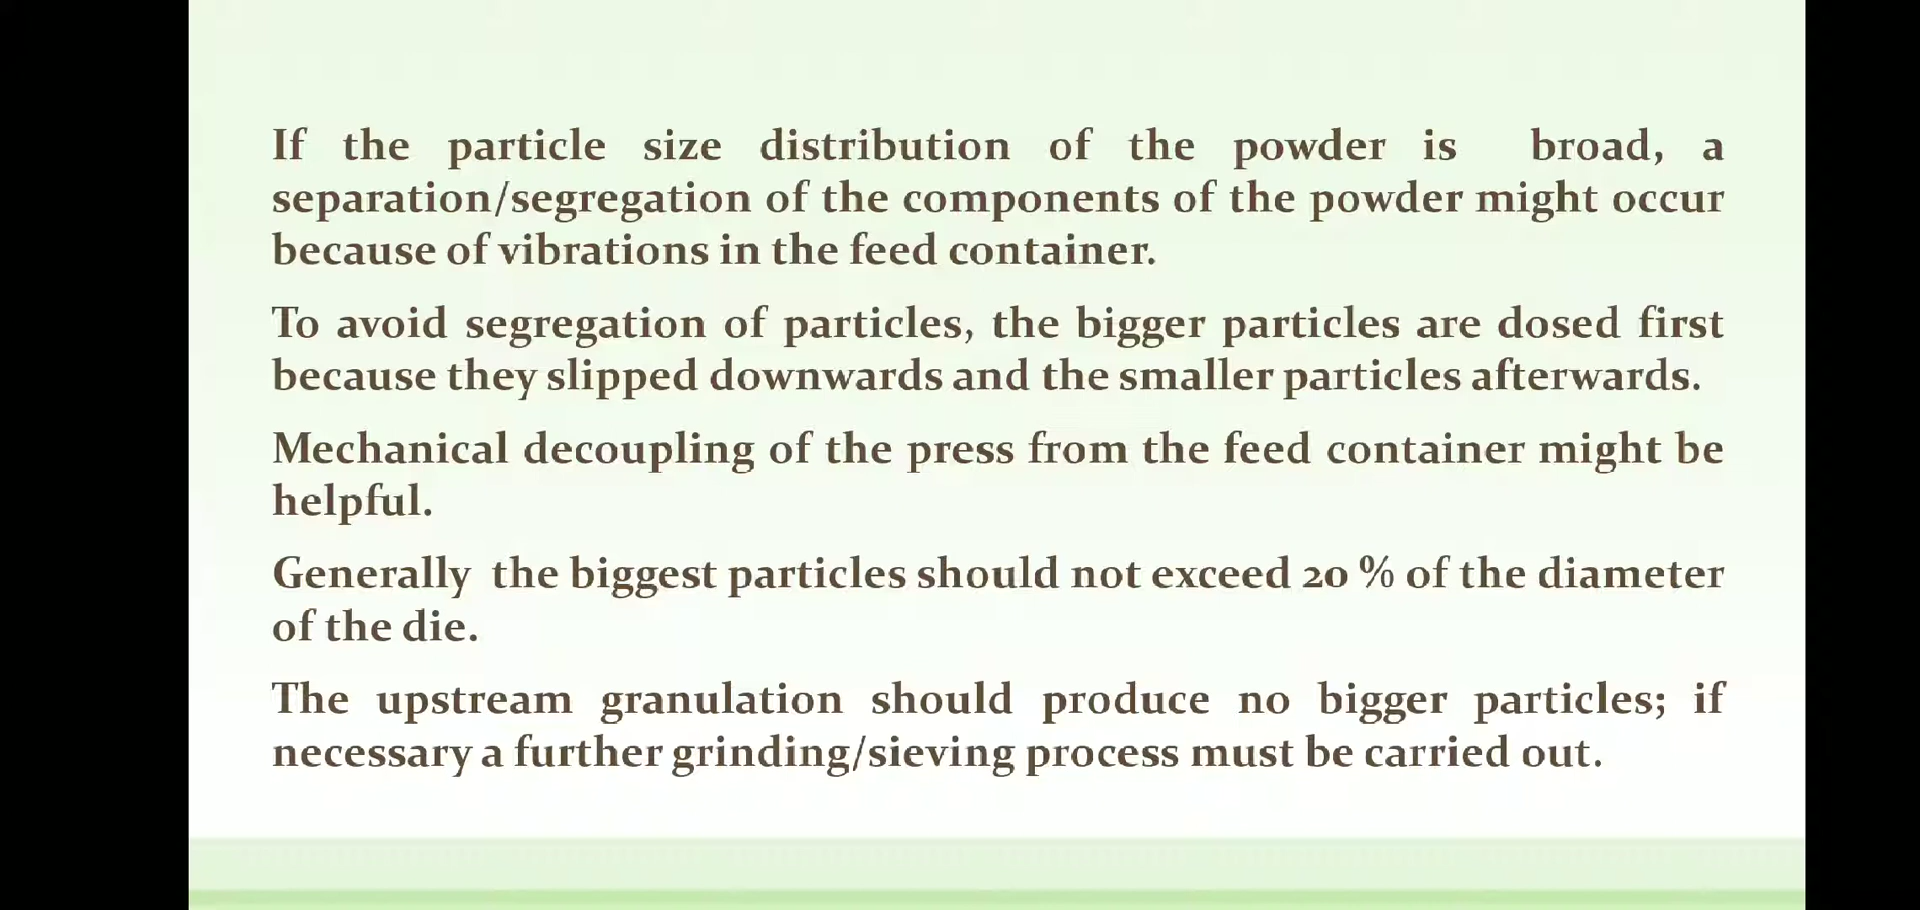 If the particle size distribution of the powder is broad, a
separation/segregation of the components of the powder might occur
because of vibrations in the feed container.
To avoid segregation of particles, the bigger particles are dosed first
because they slipped downwards and the smaller particles afterwards.
Mechanical decoupling of the press from the feed container might be
helpful.
Generally the biggest particles should not exceed 20 % of the diameter
of the die.
The upstream granulation should produce no bigger particles; if
necessary a further grinding/sieving process must be carried out.